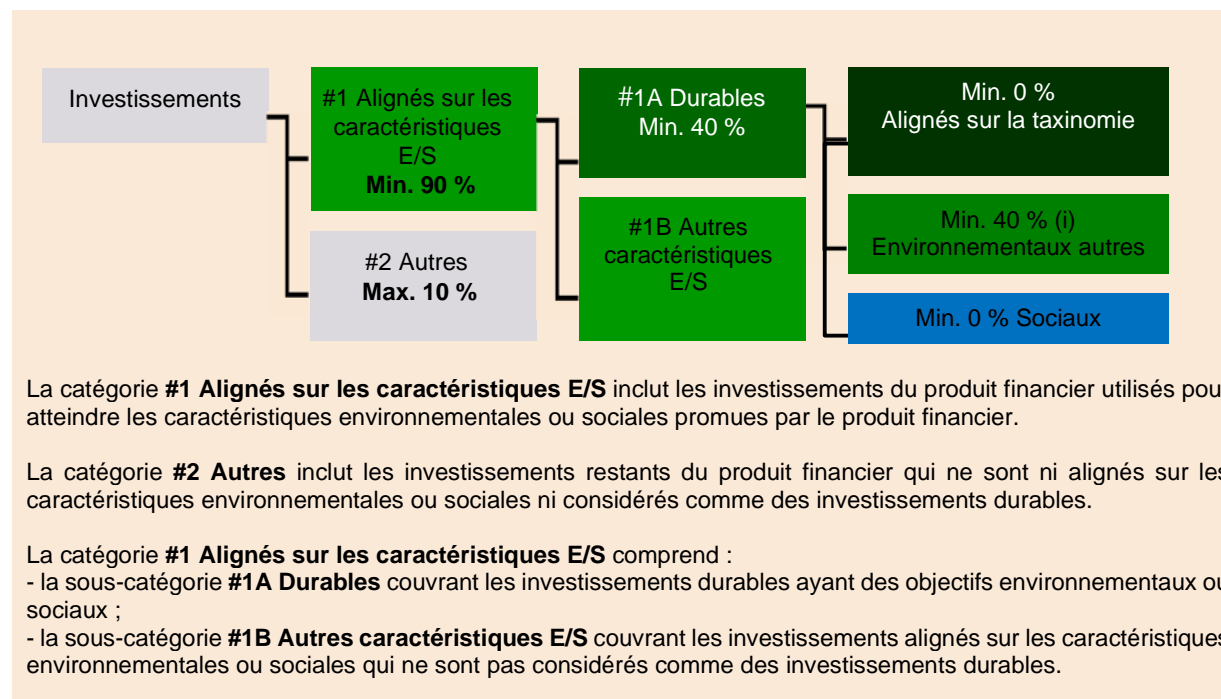 Investissements
#1 Alignés sur les
caractéristiques
E/S
Min. 90 %
#2 Autres
Max. 10 %
#1A Durables
Min. 40 %
#1B Autres
caractéristiques
E/S
Min. 0 %
Alignés sur la taxinomie
Min. 40 % (i)
Environnementaux autres
Min. 0 % Sociaux
La catégorie #1 Alignés sur les caractéristiques E/S inclut les investissements du produit financier utilisés pou
atteindre les caractéristiques environnementales ou sociales promues par le produit financier.
La catégorie #2 Autres inclut les investissements restants du produit financier qui ne sont ni alignés sur les
caractéristiques environnementales ou sociales ni considérés comme des investissements durables.
La catégorie #1 Alignés sur les caractéristiques E/S comprend :
- la sous-catégorie #1A Durables couvrant les investissements durables ayant des objectifs environnementaux ou
sociaux ;
- la sous-catégorie #1B Autres caractéristiques E/S couvrant les investissements alignés sur les caractéristiques
environnementales ou sociales qui ne sont pas considérés comme des investissements durables.